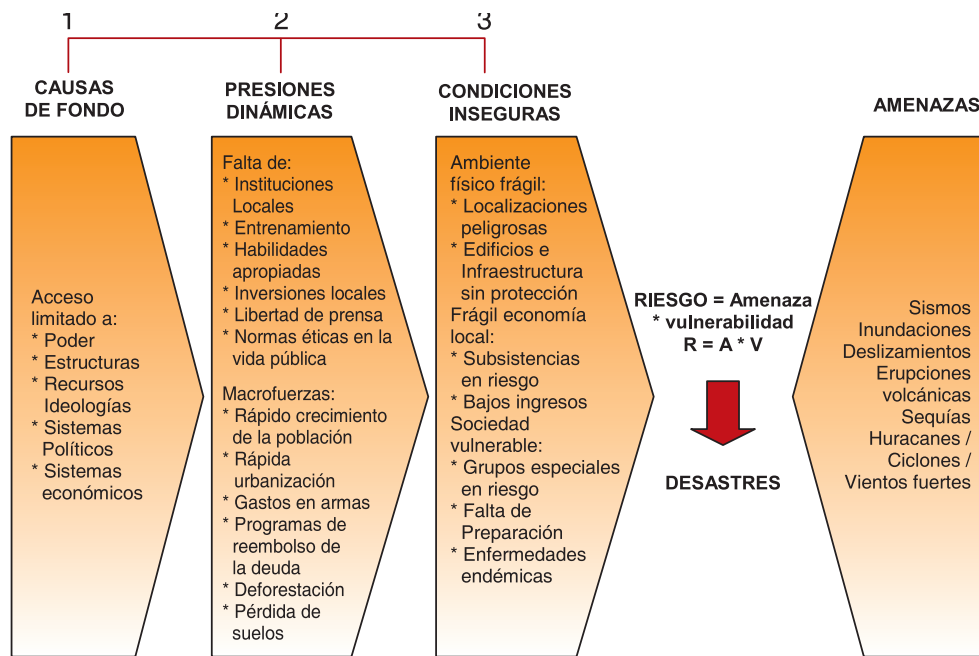 1
2
3
CAUSAS
DE FONDO
Acceso
limitado a:
* Poder
* Estructuras
* Recursos
Ideologías
* Sistemas
Políticos
* Sistemas
económicos
PRESIONES
DINÁMICAS
Falta de:
* Instituciones
Locales
* Entrenamiento
* Habilidades
apropiadas
* Inversiones locales
* Libertad de prensa
* Normas éticas en la
vida pública
Macrofuerzas:
* Rápido crecimiento
de la población
* Rápida
urbanización
* Gastos en armas
* Programas de
reembolso de
la deuda
* Deforestación
* Pérdida de
suelos
CONDICIONES
INSEGURAS
Ambiente
físico frágil:
* Localizaciones
peligrosas
* Edificios e
Infraestructura
sin protección
Frágil economía
local:
* Subsistencias
en riesgo
* Bajos ingresos
Sociedad
vulnerable:
* Grupos especiales
en riesgo
* Falta de
Preparación
* Enfermedades
endémicas
RIESGO = Amenaza
* vulnerabilidad
R = A * V
DESASTRES
AMENAZAS
Sismos
Inundaciones
Deslizamientos
Erupciones
volcánicas
Sequías
Huracanes /
Ciclones /
Vientos fuertes